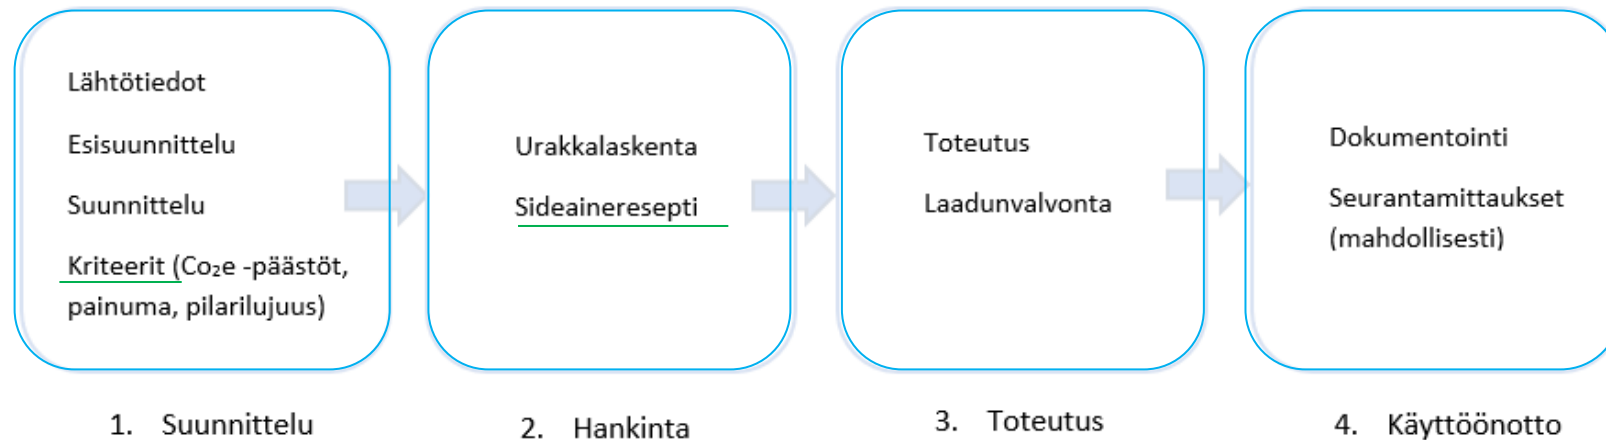 Lähtötiedot
Esisuunnittelu
Suunnittelu
Kriteerit (Co₂e -päästöt,
painuma, pilarilujuus)
1. Suunnittelu
Urakkalaskenta
Sideaineresepti
2. Hankinta
Toteutus
Laadunvalvonta
3. Toteutus
Dokumentointi
Seurantamittaukset
(mahdollisesti)
4. Käyttöönotto